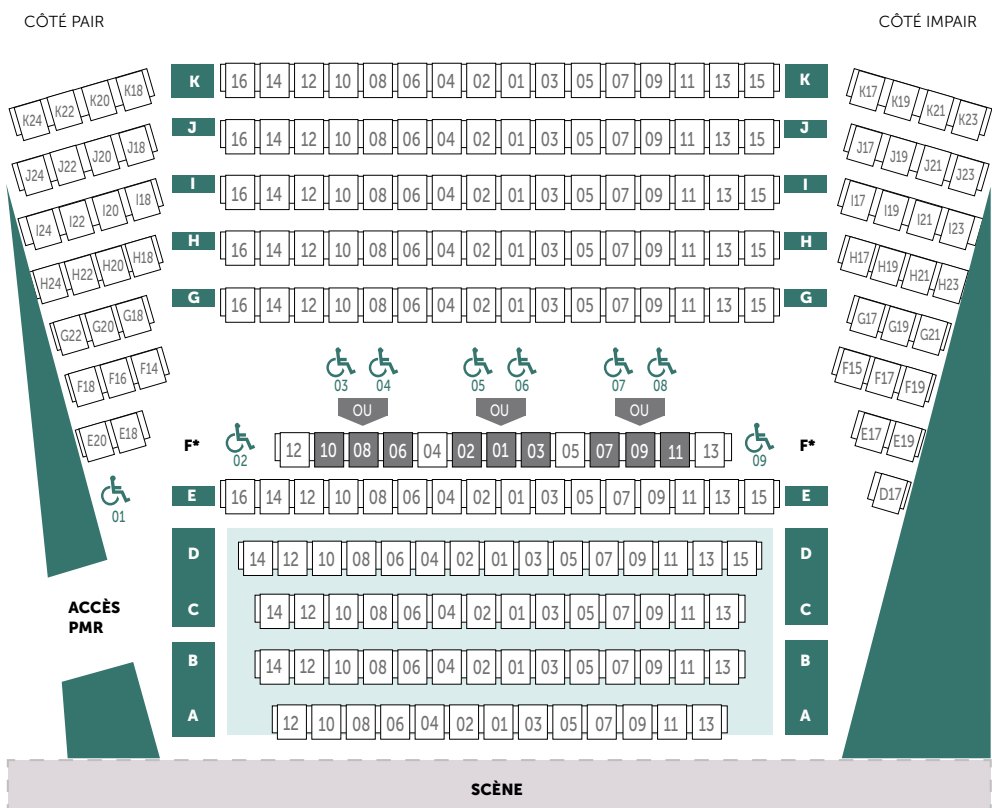 CÔTÉ PAIR CÔTÉ IMPAIR
K24 K22 K20 K18 K 16 14 12 10 08 06 04 02 01 03 05 07 09 11 13 15 K K17 K19 K21 K23
J24 J22 J20 J18 J 16 14 12 10 08 06 04 02 01 03 05 07 09 11 13 15 J J17 J19 J21 J23
I24 I22 I20 I18 I 16 14 12 10 08 06 04 02 01 03 05 07 09 11 13 15 I I17 I19 I21 I23
H24 H22 H20 H18 H 16 14 12 10 08 06 04 02 01 03 05 07 09 11 13 15 H H17 H19 H21 H23
G22 G20 G18 G 16 14 12 10 08 06 04 02 01 03 05 07 09 11 13 15 G G17 G19 G21
F18 F16 F14 03 04 05 06 07 08 F15 F17 F19
OU OU OU
E20 E18 F* 02 12 10 08 06 04 02 01 03 05 07 09 11 13 09 F* E17 E19
01 E 16 14 12 10 08 06 04 02 01 03 05 07 09 11 13 15 E D17
D 14 12 10 08 06 04 02 01 03 05 07 09 11 13 15 D
ACCÈS
PMR
C 14 12 10 08 06 04 02 01 03 05 07 09 11 13 C
B 14 12 10 08 06 04 02 01 03 05 07 09 11 13 B
A 12 10 08 06 04 02 01 03 05 07 09 11 13 A
SCÈNE